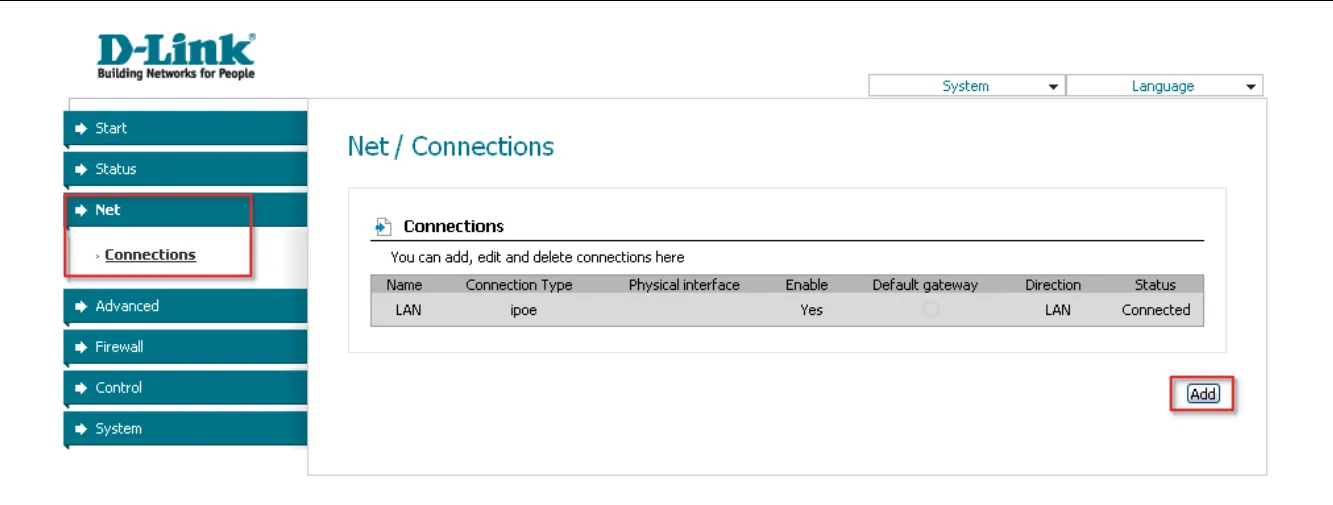 D-Link
Building Networks for People
System Language
Start
Status
Net
Connections
Advanced
Firewall
Control
System
Net / Connections
Connections
You can add, edit and delete connections here
Name Connection Type Physical interface Enable Default gateway Direction Status
LAN ipoe Yes LAN Connected
Add